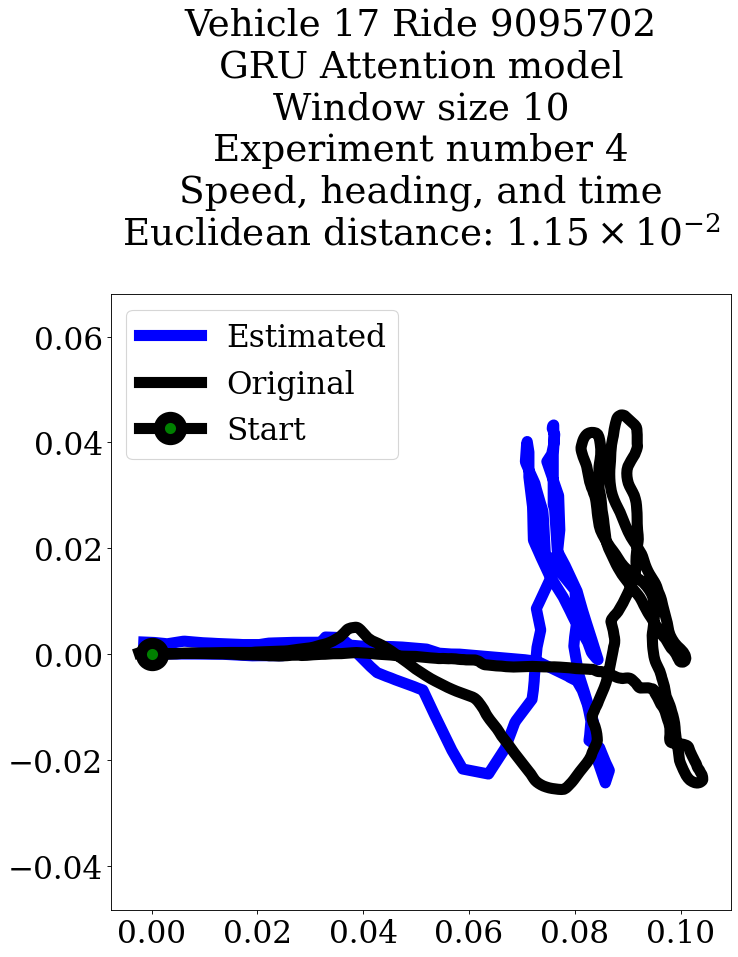 Vehicle 17 Ride 9095702
GRU Attention model
Window size 10
Experiment number 4
Speed, heading, and time
Euclidean distance: 1.15 × 10⁻²
Estimated
Original
Start
0.06
0.04
0.02
0.00
−0.02
−0.04
0.00 0.02 0.04 0.06 0.08 0.10